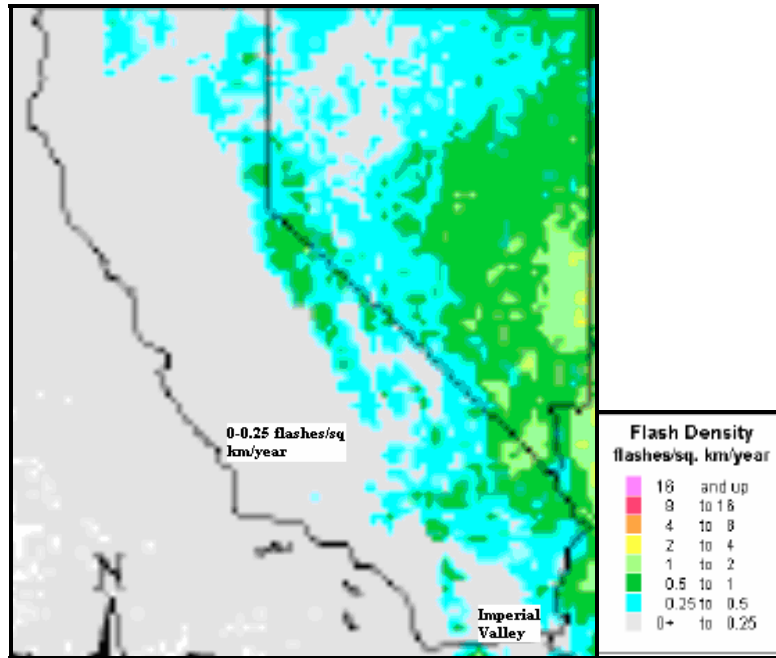 0-0.25 flashes/sq
km/year
N
Imperial
Valley
Flash Density
flashes/sq. km/year
16 and up
8 to 16
4 to 8
2 to 4
1 to 2
0.5 to 1
0.25 to 0.5
0+ to 0.25